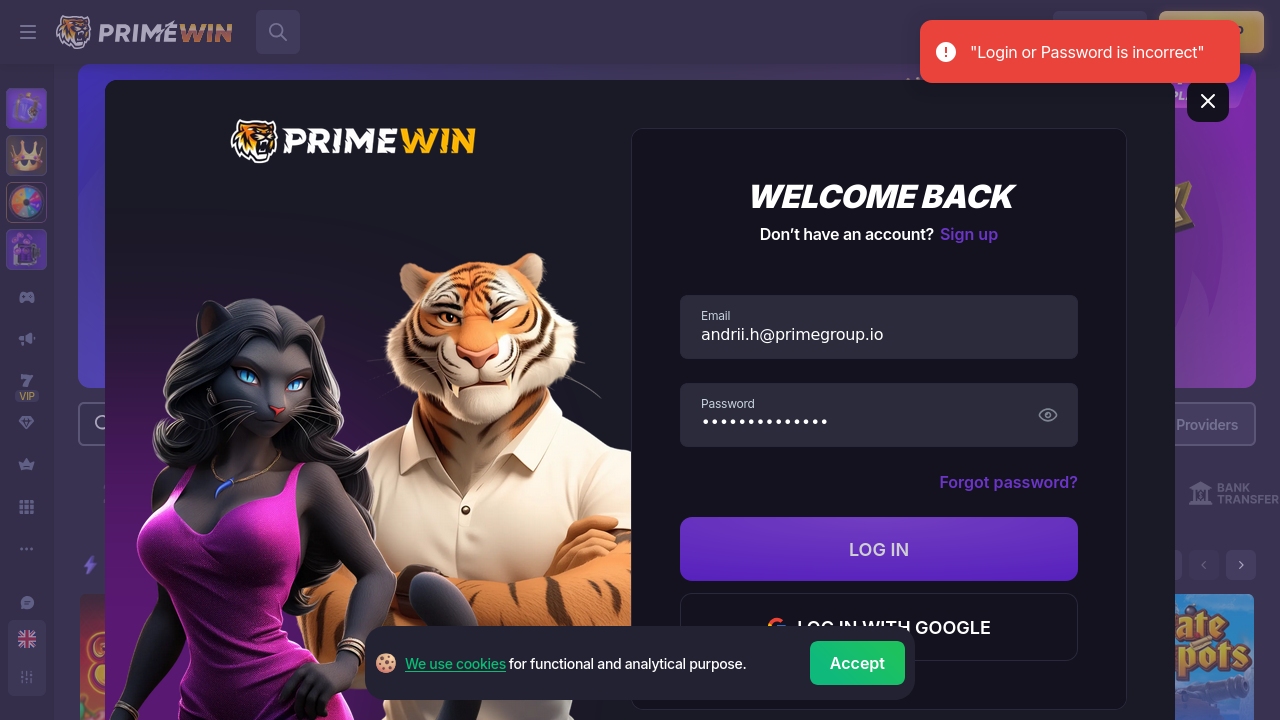 PRIMEWIN
"Login or Password is incorrect"
PRIMEWIN
WELCOME BACK
Don't have an account? Sign up
Email
andrii.h@primegroup.io
Password
••••••••••••••
VIP
Providers
Forgot password?
BANK
TRANSFER
LOG IN
LOG IN WITH GOOGLE
We use cookies for functional and analytical purpose.
Accept